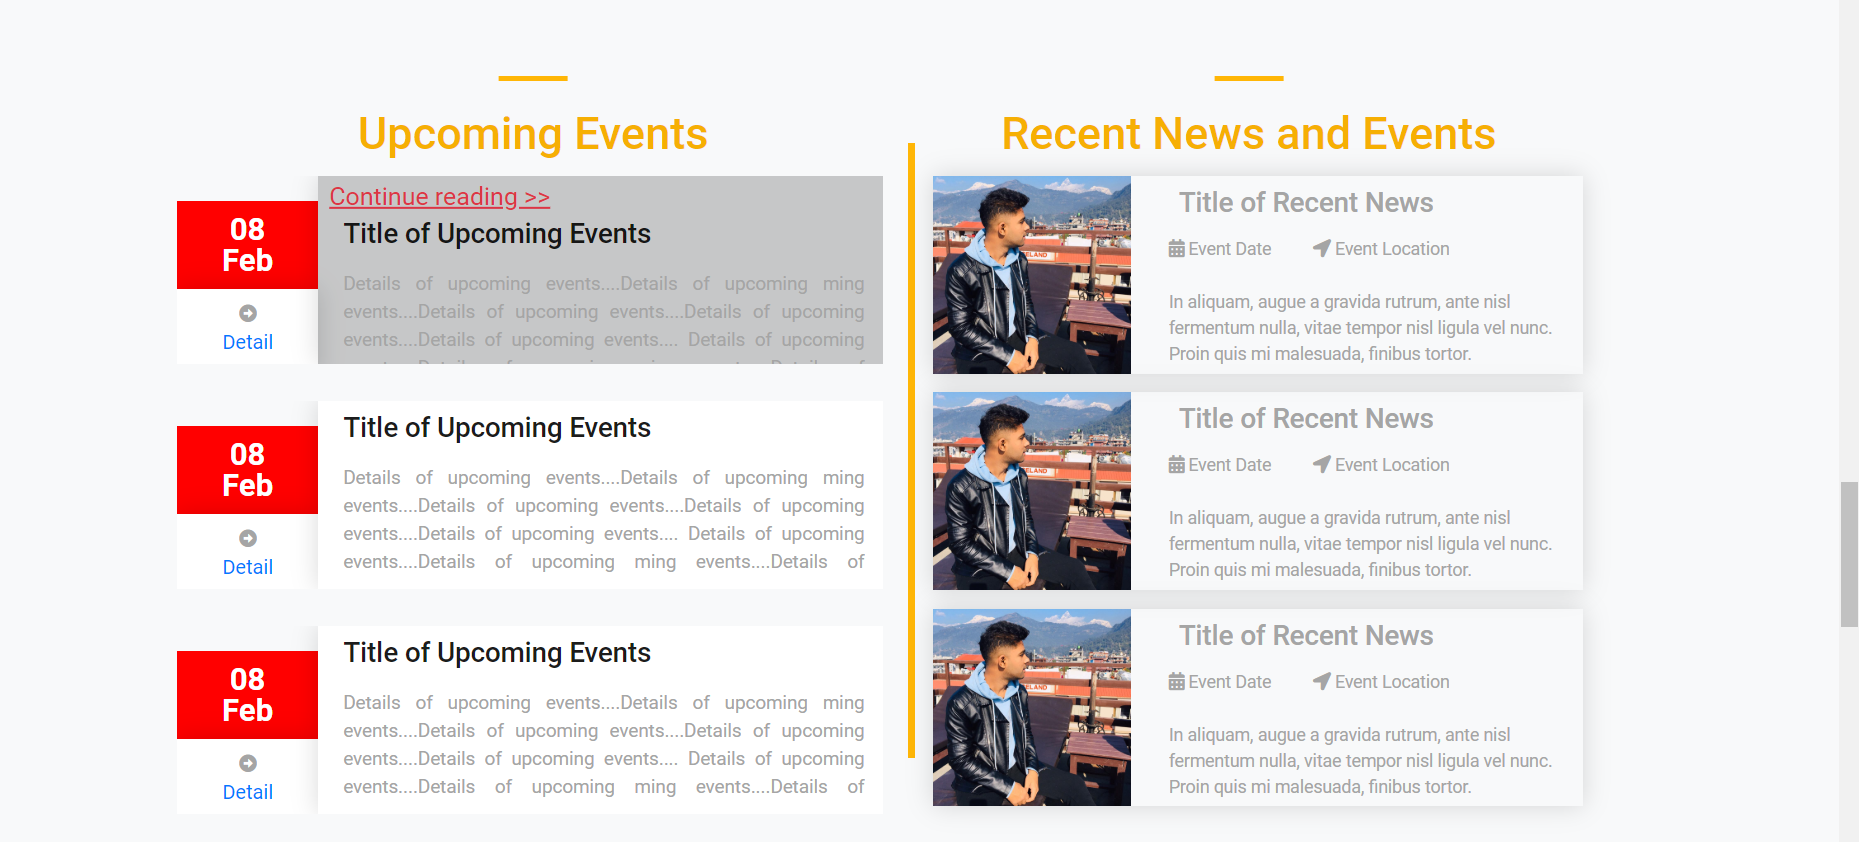 Upcoming Events
Continue reading >>
08
Feb
Detail
Title of Upcoming Events
Details of upcoming events....Details of upcoming ming
events....Details of upcoming events....Details of upcoming
events....Details of upcoming events.... Details of upcoming
08
Feb
Detail
Title of Upcoming Events
Details of upcoming events....Details of upcoming ming
events....Details of upcoming events....Details of upcoming
events....Details of upcoming events.... Details of upcoming
events....Details of upcoming ming events....Details of
08
Feb
Detail
Title of Upcoming Events
Details of upcoming events....Details of upcoming ming
events....Details of upcoming events....Details of upcoming
events....Details of upcoming events.... Details of upcoming
events....Details of upcoming ming events....Details of
Recent News and Events
Title of Recent News
Event Date Event Location
In aliquam, augue a gravida rutrum, ante nisl
fermentum nulla, vitae tempor nisl ligula vel nunc.
Proin quis mi malesuada, finibus tortor.
Title of Recent News
Event Date Event Location
In aliquam, augue a gravida rutrum, ante nisl
fermentum nulla, vitae tempor nisl ligula vel nunc.
Proin quis mi malesuada, finibus tortor.
Title of Recent News
Event Date Event Location
In aliquam, augue a gravida rutrum, ante nisl
fermentum nulla, vitae tempor nisl ligula vel nunc.
Proin quis mi malesuada, finibus tortor.